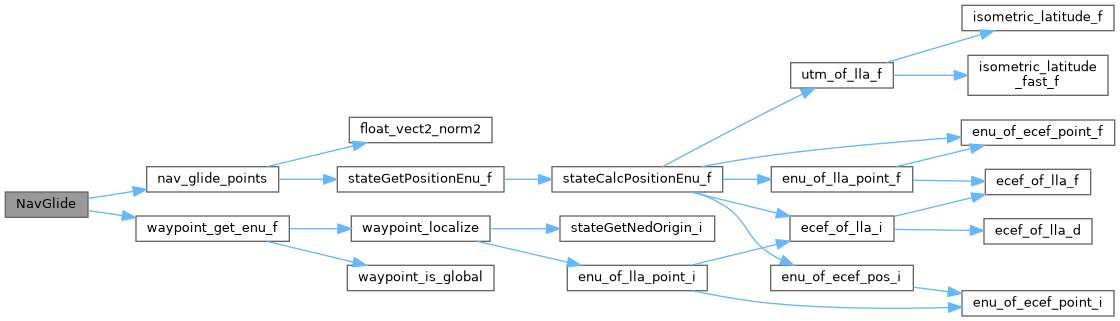 NavGlide
nav_glide_points
waypoint_get_enu_f
float_vect2_norm2
stateGetPositionEnu_f
waypoint_localize
waypoint_is_global
stateCalcPositionEnu_f
stateGetNedOrigin_i
enu_of_lla_point_i
utm_of_lla_f
enu_of_lla_point_f
ecef_of_lla_i
enu_of_ecef_pos_i
isometric_latitude_f
isometric_latitude
_fast_f
enu_of_ecef_point_f
ecef_of_lla_f
ecef_of_lla_d
enu_of_ecef_point_i